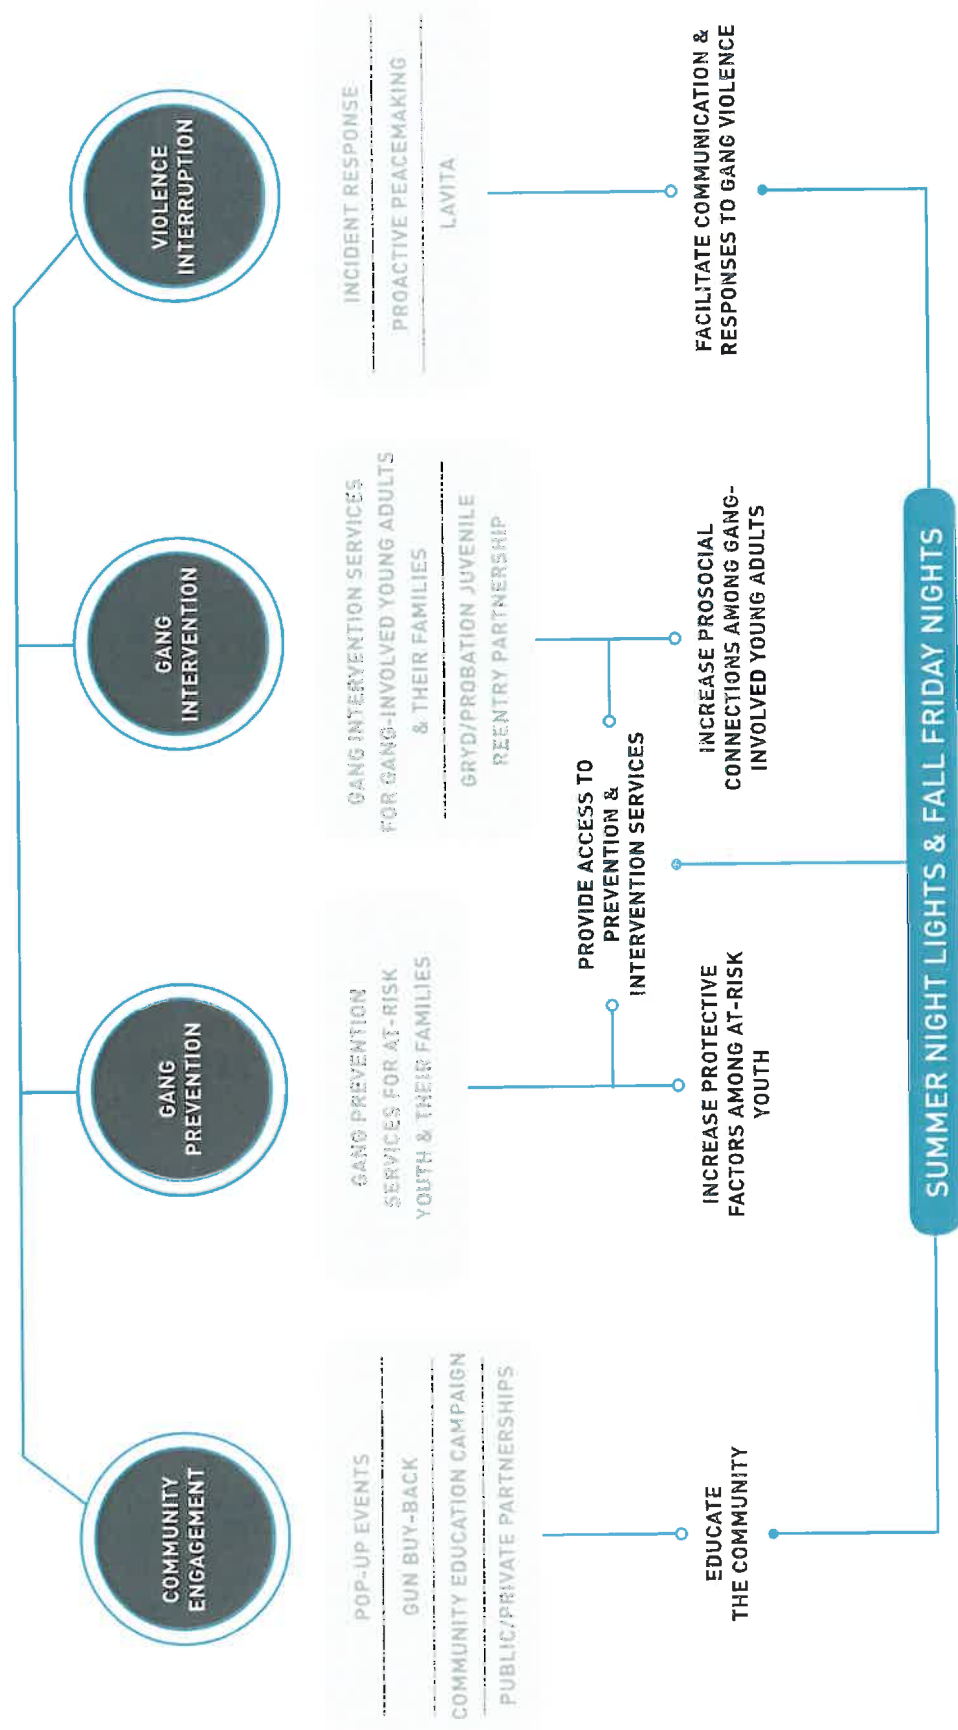 COMMUNITY
ENGAGEMENT
GANG
PREVENTION
GANG
INTERVENTION
VIOLENCE
INTERRUPTION
POP-UP EVENTS
GUN BUY-BACK
COMMUNITY EDUCATION CAMPAIGN
PUBLIC/PRIVATE PARTNERSHIPS
GANG PREVENTION
SERVICES FOR AT-RISK
YOUTH & THEIR FAMILIES
GANG INTERVENTION SERVICES
FOR GANG-INVOLVED YOUNG ADULTS
& THEIR FAMILIES
GRYD/PROBATION JUVENILE
REENTRY PARTNERSHIP
INCIDENT RESPONSE
PROACTIVE PEACEMAKING
LAVITA
PROVIDE ACCESS TO
PREVENTION &
INTERVENTION SERVICES
EDUCATE
THE COMMUNITY
INCREASE PROTECTIVE
FACTORS AMONG AT-RISK
YOUTH
INCREASE PROSOCIAL
CONNECTIONS AMONG GANG-
INVOLVED YOUNG ADULTS
FACILITATE COMMUNICATION &
RESPONSES TO GANG VIOLENCE
SUMMER NIGHT LIGHTS & FALL FRIDAY NIGHTS